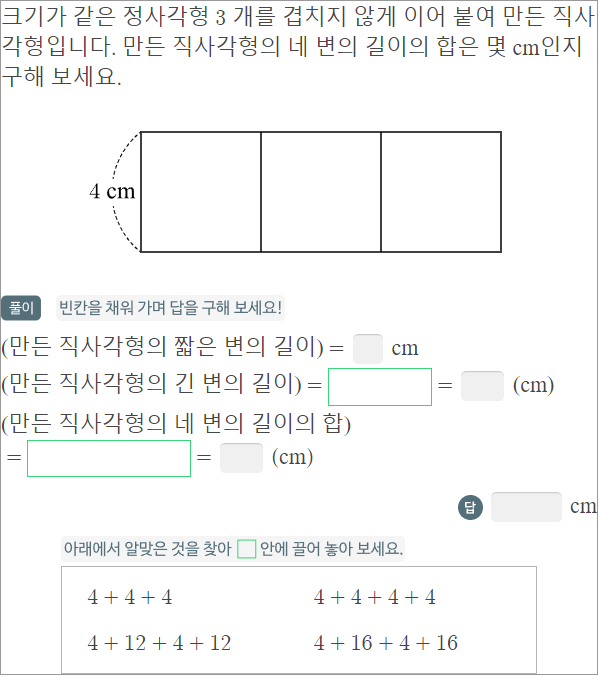 크기가 같은 정사각형 3 개를 겹치지 않게 이어 붙여 만든 직사
각형입니다. 만든 직사각형의 네 변의 길이의 합은 몇 cm인지
구해 보세요.
4 cm
풀이 빈칸을 채워 가며 답을 구해 보세요!
(만든 직사각형의 짧은 변의 길이) = cm
(만든 직사각형의 긴 변의 길이) = = (cm)
(만든 직사각형의 네 변의 길이의 합)
= = (cm)
답 cm
아래에서 알맞은 것을 찾아 안에 끌어 놓아 보세요.
4 + 4 + 4 4 + 4 + 4 + 4
4 + 12 + 4 + 12 4 + 16 + 4 + 16